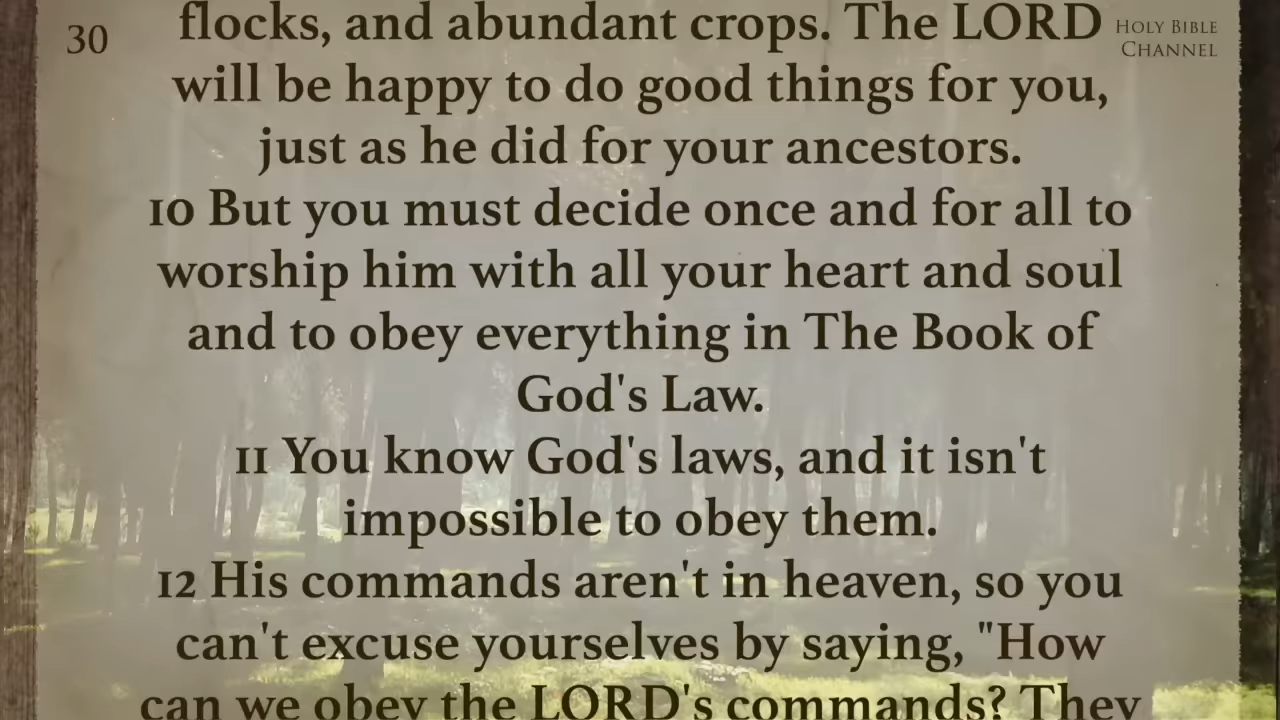 30
HOLY BIBLE
CHANNEL
flocks, and abundant crops. The LORD
will be happy to do good things for you,
just as he did for your ancestors.
10 But you must decide once and for all to
worship him with all your heart and soul
and to obey everything in The Book of
God's Law.
11 You know God's laws, and it isn't
impossible to obey them.
12 His commands aren't in heaven, so you
can't excuse yourselves by saying, "How
can we obey the LORD's commands? They